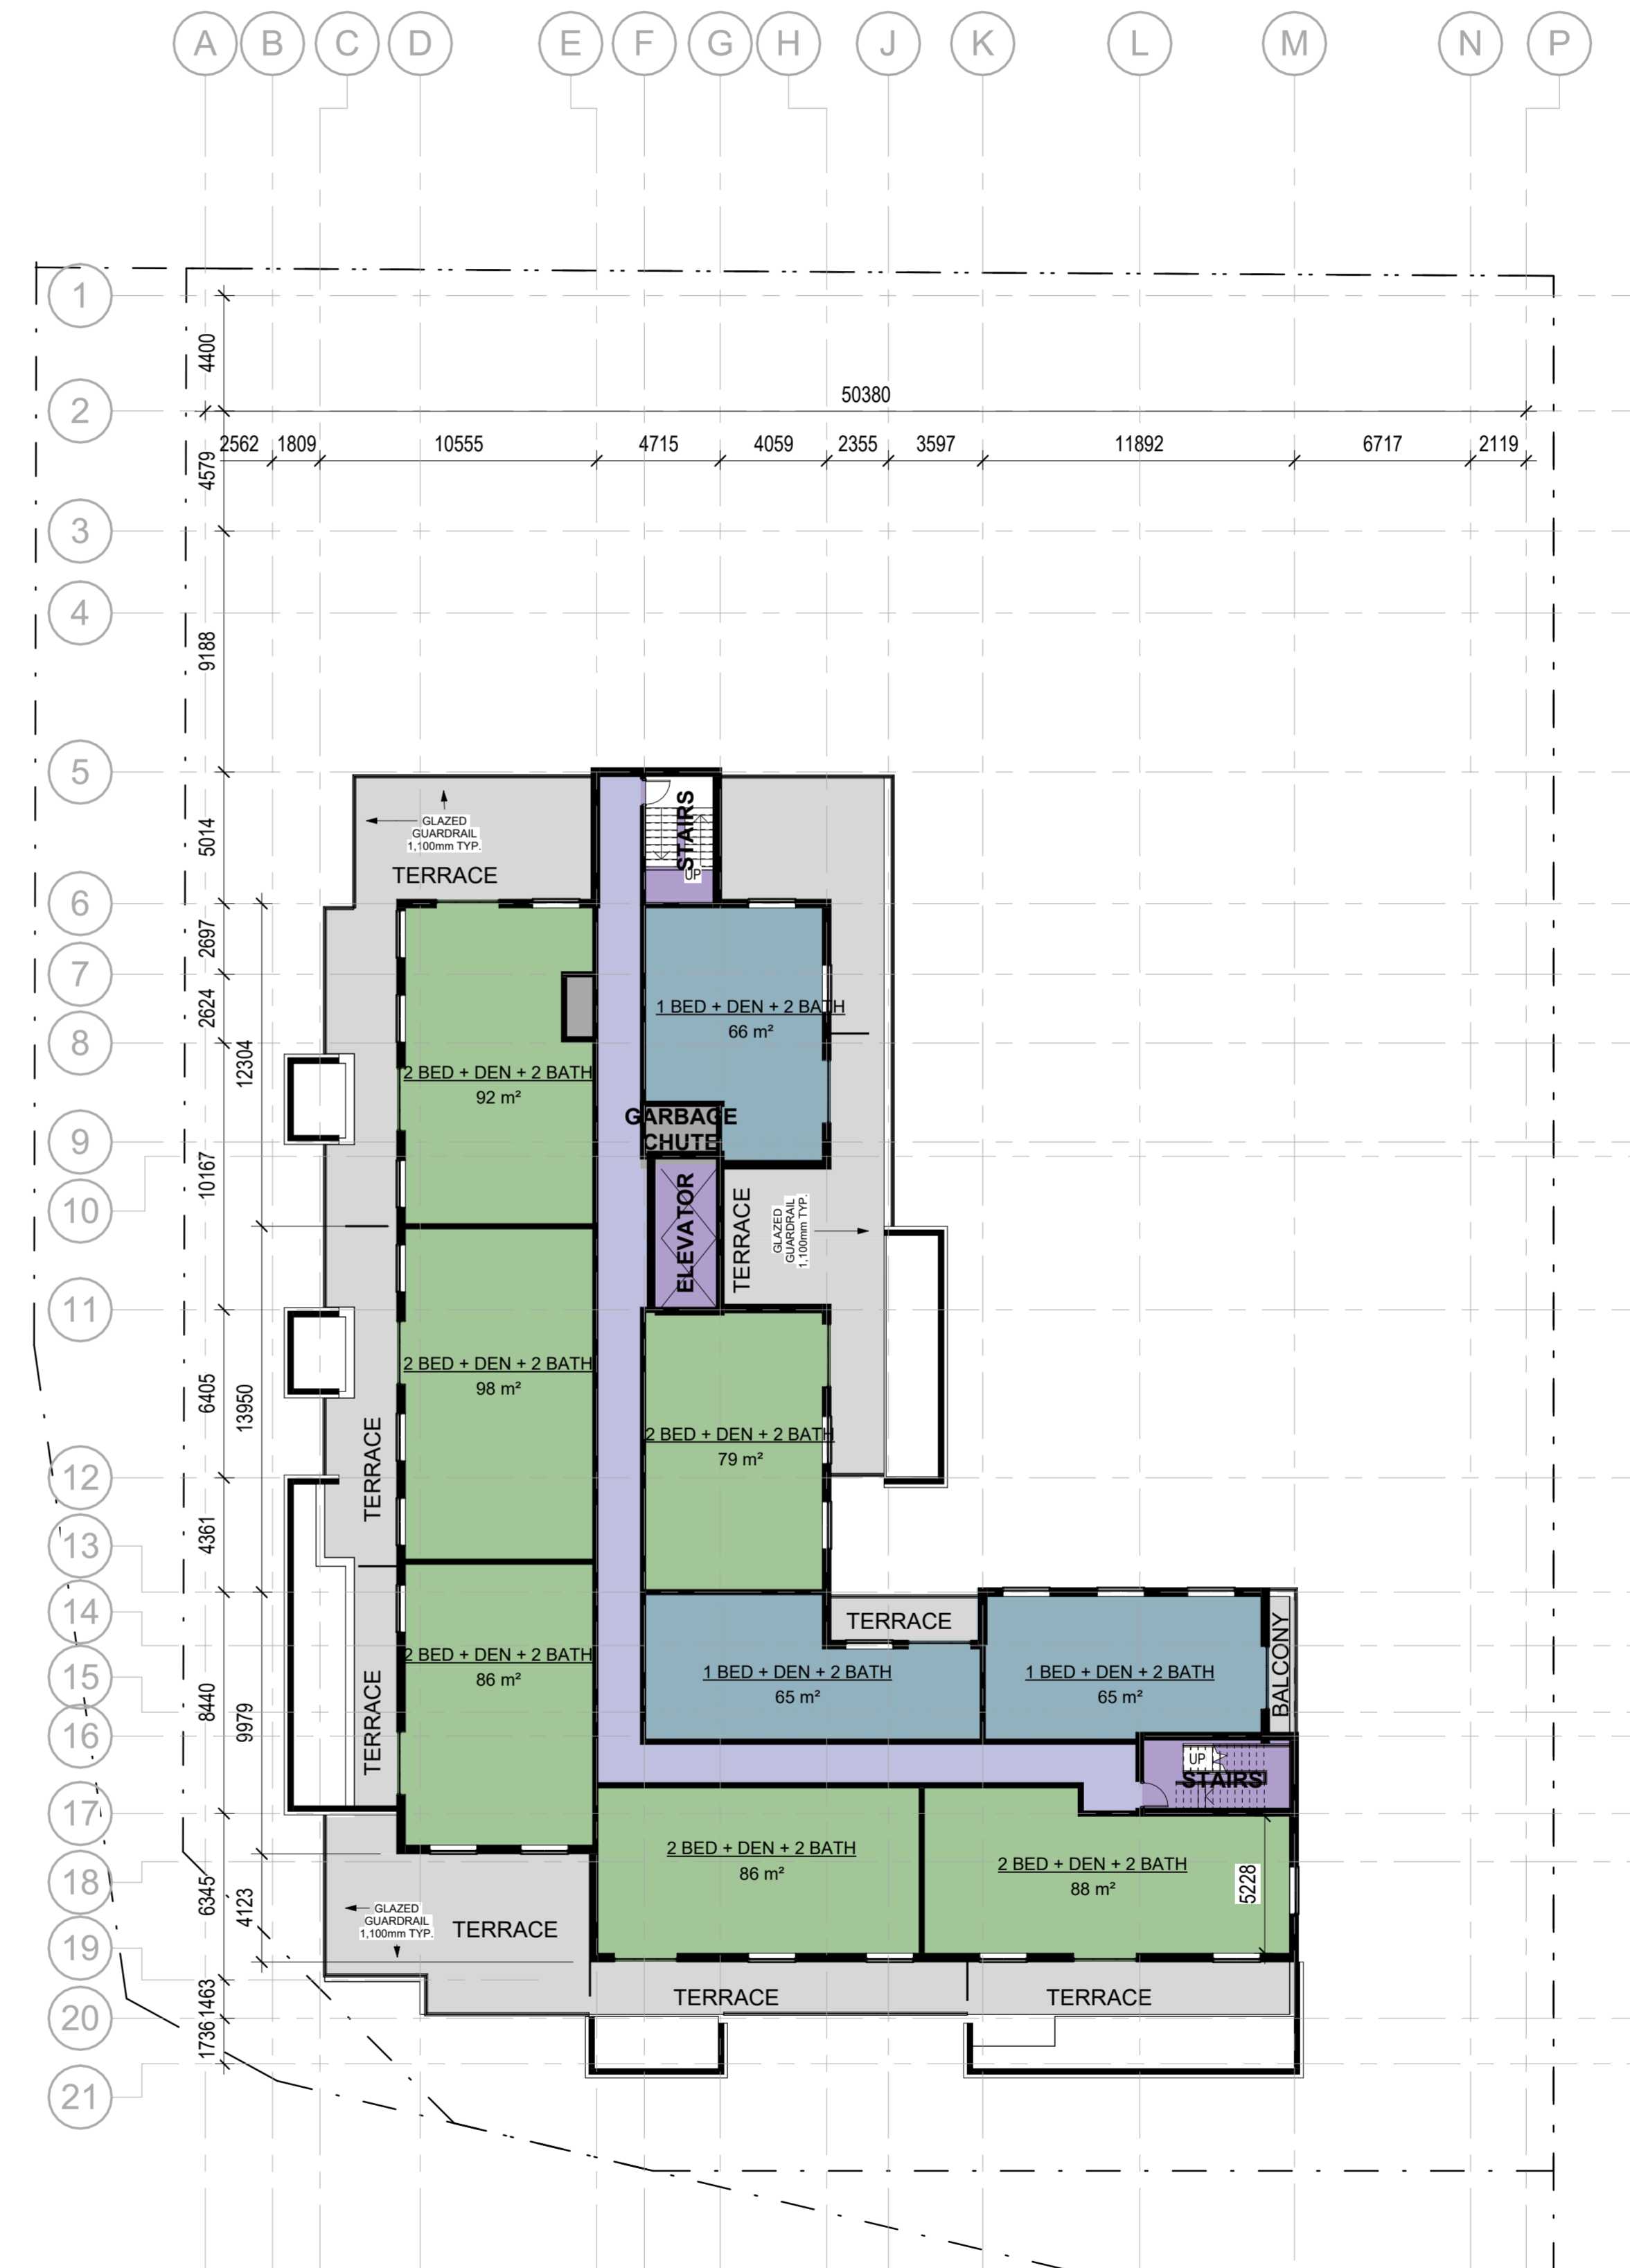 A B C D E F G H J K L M N P
1
4400
2
50380
2562 1809 10555 4715 4059 2355 3597 11892 6717 2119
4579
3
4
9188
5
5014
GLAZED
GUARDRAIL
1,100mm TYP.
TERRACE
STAIRS
UP
6
2697
7
2624
8
12304
1 BED + DEN + 2 BATH
66 m²
2 BED + DEN + 2 BATH
92 m²
GARBAGE
CHUTE
9
10167
10
ELEVATOR
TERRACE
GLAZED
GUARDRAIL
1,100mm TYP.
11
6405
13950
2 BED + DEN + 2 BATH
98 m²
2 BED + DEN + 2 BATH
79 m²
TERRACE
12
4361
13
14
TERRACE
BALCONY
2 BED + DEN + 2 BATH
86 m²
1 BED + DEN + 2 BATH
65 m²
1 BED + DEN + 2 BATH
65 m²
15
TERRACE
8440
9979
16
UP
STAIRS
17
2 BED + DEN + 2 BATH
86 m²
2 BED + DEN + 2 BATH
88 m²
5228
18
6345
4123
GLAZED
GUARDRAIL
1,100mm TYP.
TERRACE
19
1463
TERRACE
TERRACE
20
1736
21